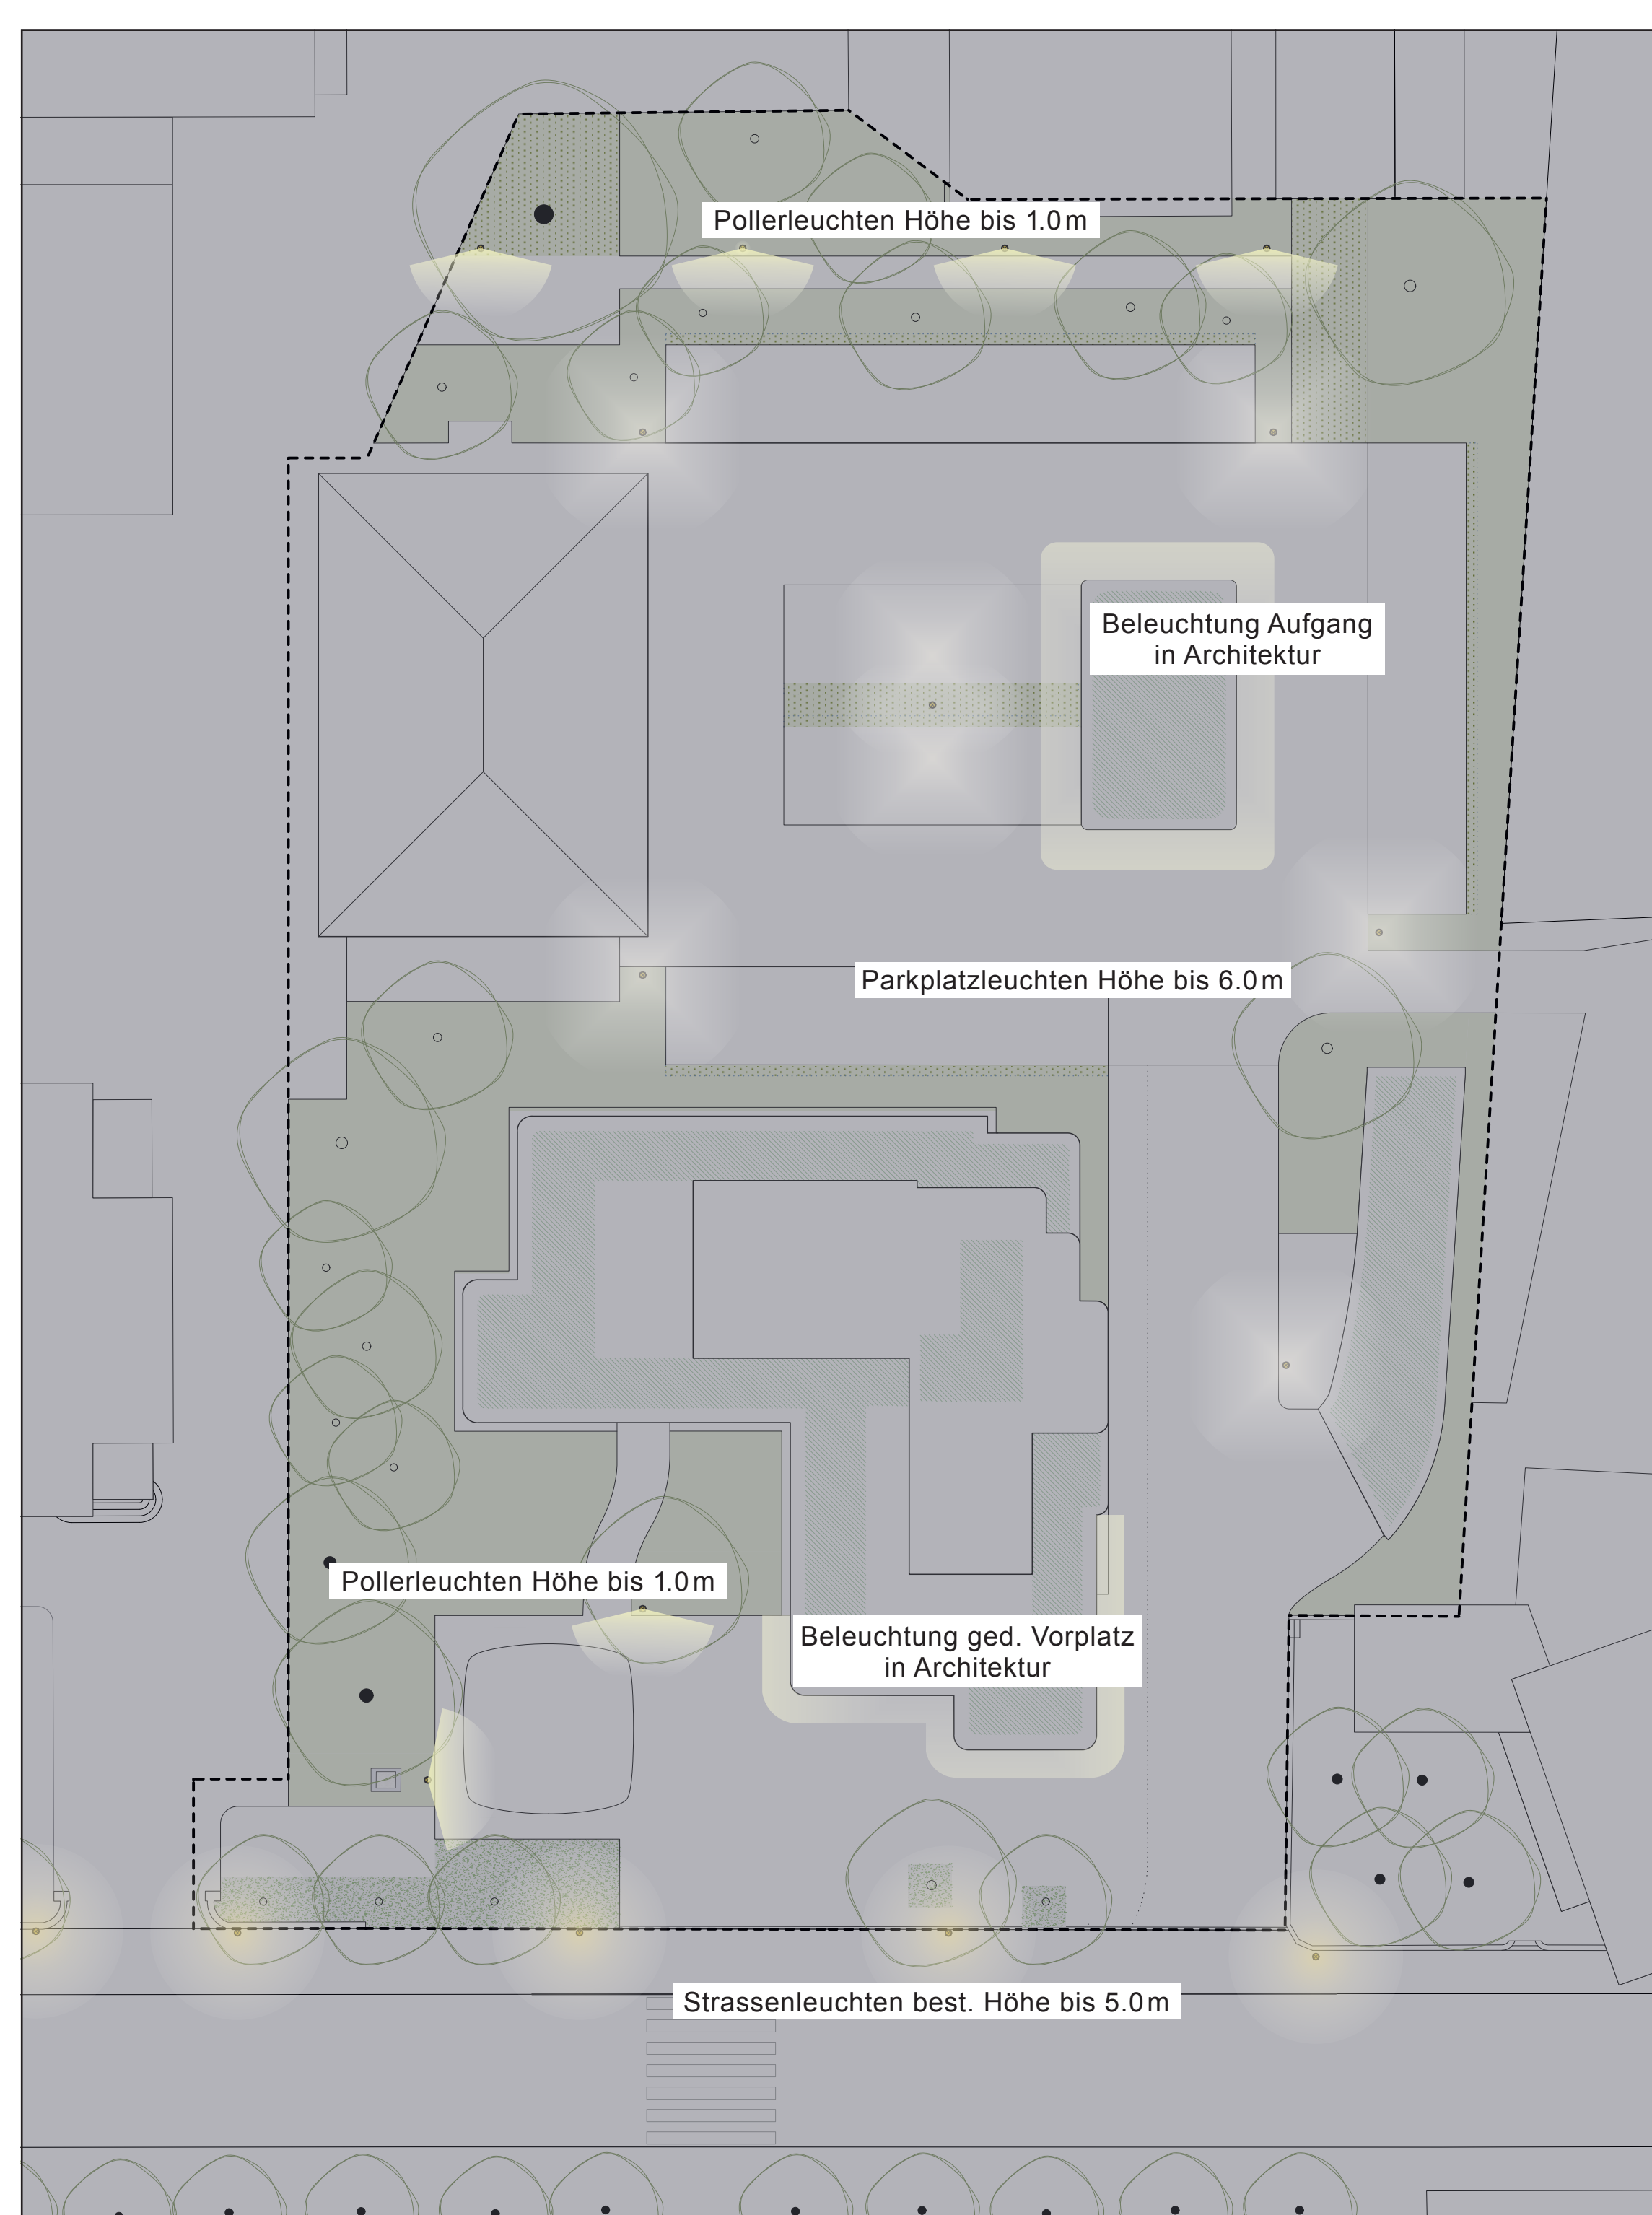 Pollerleuchten Höhe bis 1.0 m
Beleuchtung Aufgang
in Architektur
Parkplatzleuchten Höhe bis 6.0 m
Pollerleuchten Höhe bis 1.0 m
Beleuchtung ged. Vorplatz
in Architektur
Strassenleuchten best. Höhe bis 5.0 m